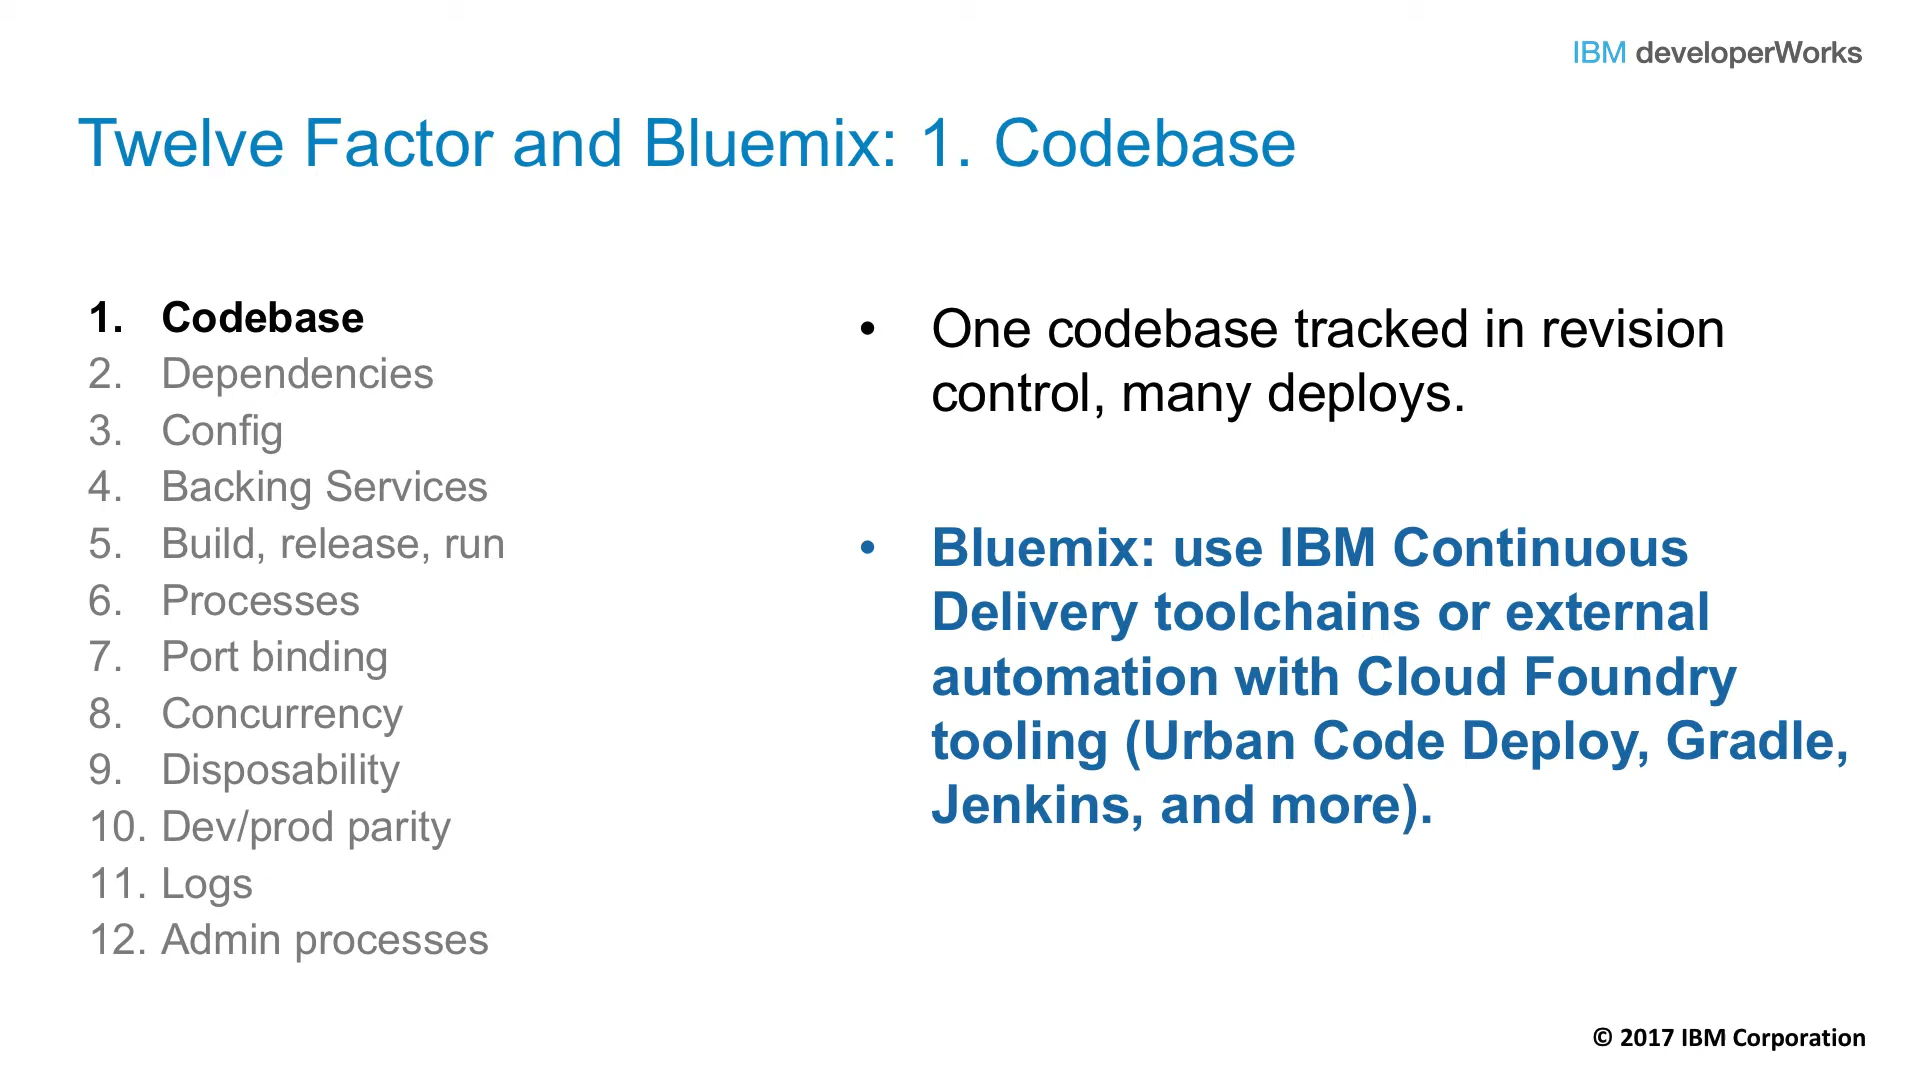 IBM developerWorks
Twelve Factor and Bluemix: 1. Codebase
1. Codebase
2. Dependencies
3. Config
4. Backing Services
5. Build, release, run
6. Processes
7. Port binding
8. Concurrency
9. Disposability
10. Dev/prod parity
11. Logs
12. Admin processes
• One codebase tracked in revision
control, many deploys.
• Bluemix: use IBM Continuous
Delivery toolchains or external
automation with Cloud Foundry
tooling (Urban Code Deploy, Gradle,
Jenkins, and more).
© 2017 IBM Corporation